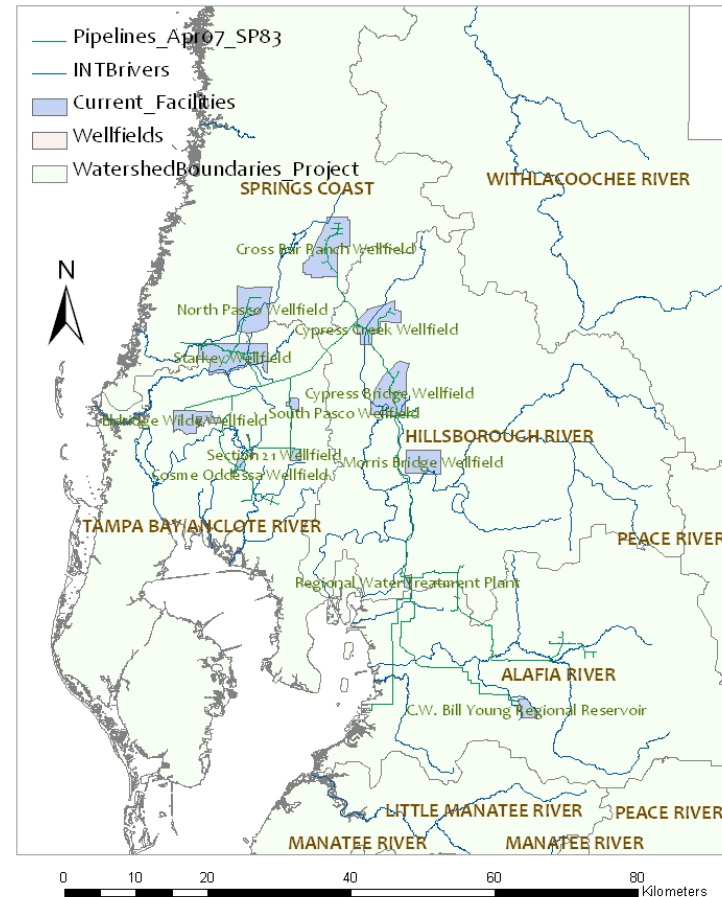 Pipelines_Apr07_SP83
INTBrivers
Current_Facilities
Wellfields
WatershedBoundaries_Project
SPRINGS COAST
WITHLACOOCHEE RIVER
Cross Bar Ranch Wellfield
N
North Pasco Wellfield
Cypress Creek Wellfield
Starkey Wellfield
Cypress Bridge Wellfield
South Pasco Wellfield
Eldridge Wilde Wellfield
HILLSBOROUGH RIVER
Section 21 Wellfield
Morris Bridge Wellfield
Cosme Odessa Wellfield
TAMPA BAY/ANCLOTE RIVER
PEACE RIVER
Regional Water Treatment Plant
ALAFIA RIVER
C.W. Bill Young Regional Reservoir
LITTLE MANATEE RIVER
PEACE RIVER
MANATEE RIVER
MANATEE RIVER
0 10 20 40 60 80
Kilometers